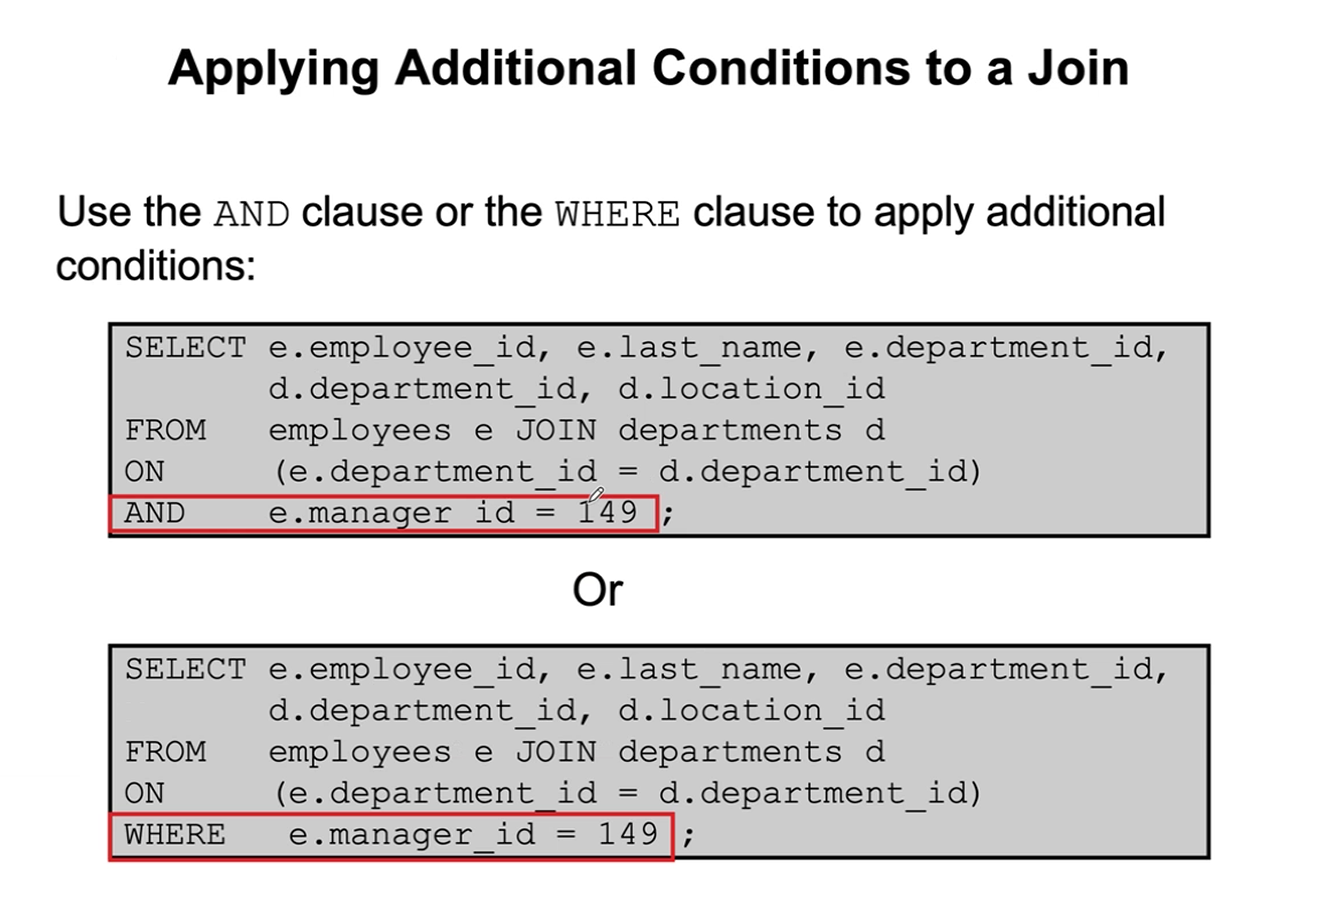 Applying Additional Conditions to a Join
Use the AND clause or the WHERE clause to apply additional
conditions:
SELECT e.employee_id, e.last_name, e.department_id,
       d.department_id, d.location_id
FROM   employees e JOIN departments d
ON     (e.department_id = d.department_id)
AND    e.manager id = 149 ;
Or
SELECT e.employee_id, e.last_name, e.department_id,
       d.department_id, d.location_id
FROM   employees e JOIN departments d
ON     (e.department_id = d.department_id)
WHERE   e.manager_id = 149 ;